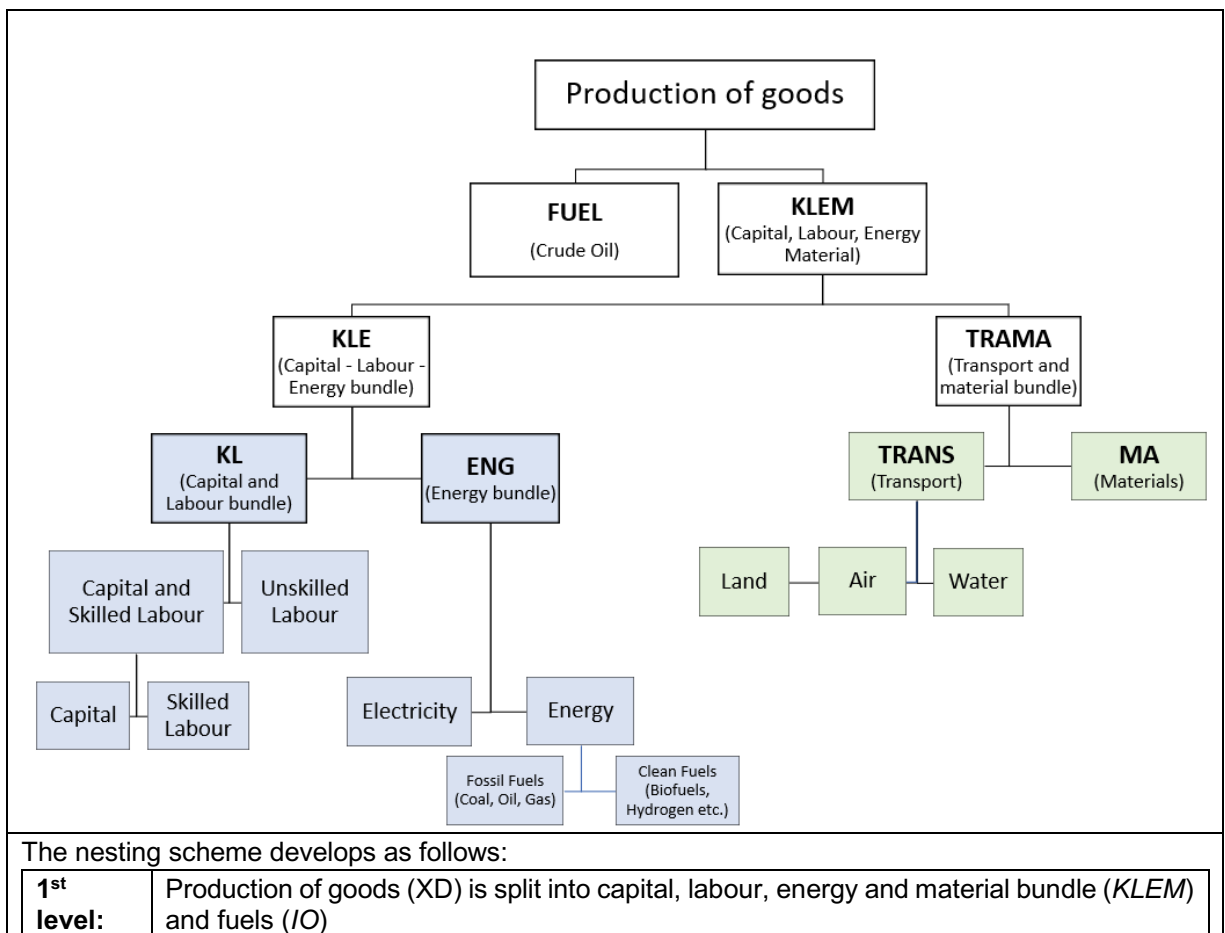 Production of goods
FUEL
(Crude Oil)
KLEM
(Capital, Labour, Energy
Material)
KLE
(Capital - Labour -
Energy bundle)
TRAMA
(Transport and
material bundle)
KL
(Capital and
Labour bundle)
ENG
(Energy bundle)
TRANS
(Transport)
MA
(Materials)
Capital and
Skilled Labour
Unskilled
Labour
Land
Air
Water
Capital
Skilled
Labour
Electricity
Energy
Fossil Fuels
(Coal, Oil, Gas)
Clean Fuels
(Biofuels,
Hydrogen etc.)
The nesting scheme develops as follows:
1st level: Production of goods (XD) is split into capital, labour, energy and material bundle (KLEM)
and fuels (IO)